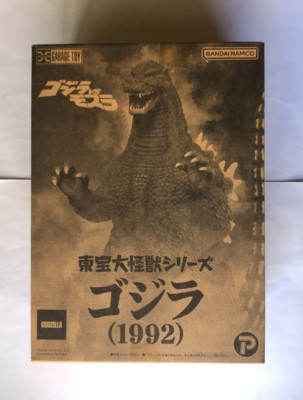 GARAGE TOY
BANDAI NAMCO
ゴジラvsモスラ
東宝大怪獣シリーズ
ゴジラ
(1992)
GODZILLA
P